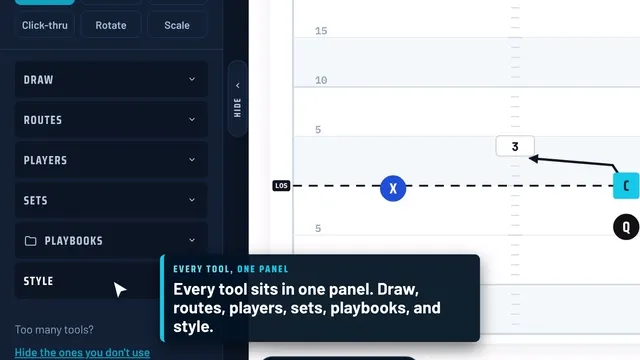 Click-thru
Rotate
Scale
DRAW
ROUTES
PLAYERS
SETS
PLAYBOOKS
STYLE
Too many tools?
Hide the ones you don't use
HIDE
15
10
5
3
LOS
X
C
Q
5
EVERY TOOL, ONE PANEL
Every tool sits in one panel. Draw,
routes, players, sets, playbooks, and
style.